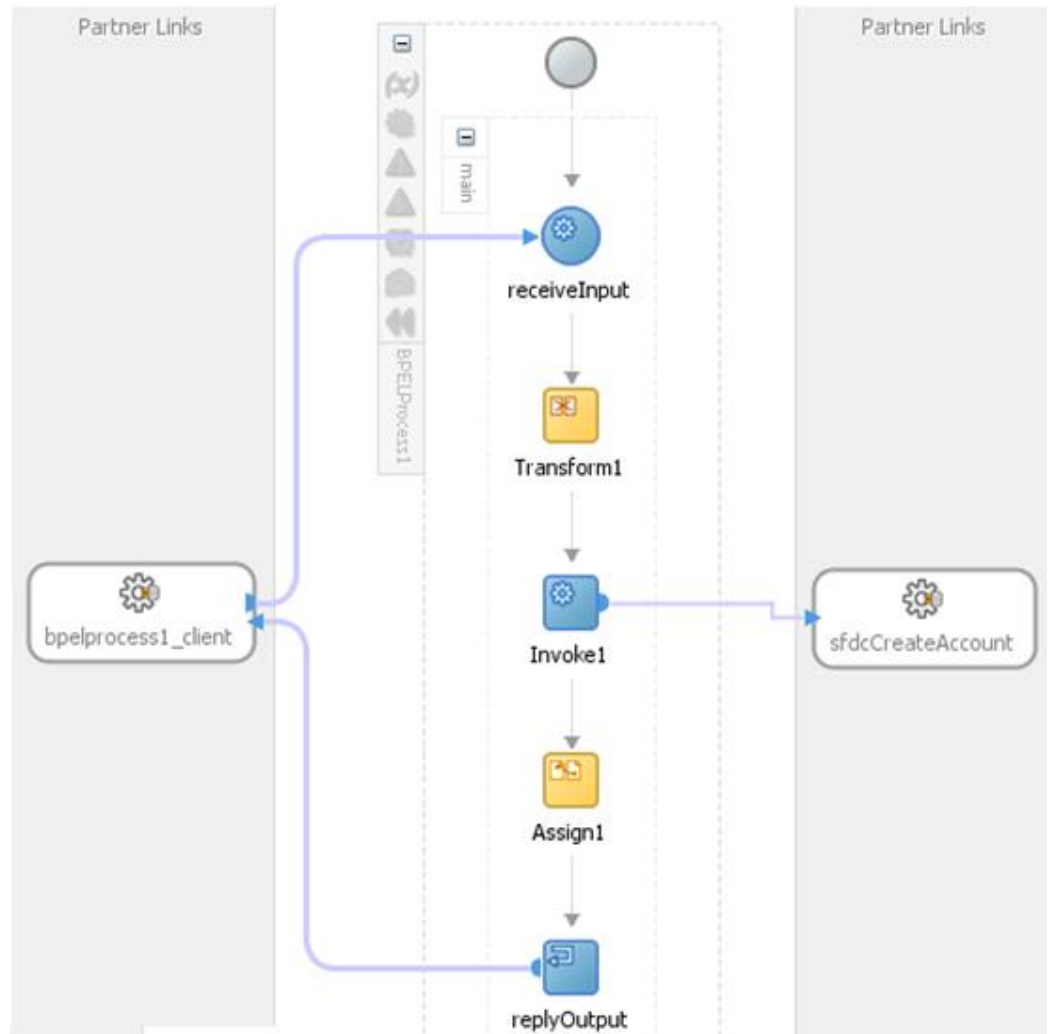 Partner Links
Partner Links
main
receiveInput
BPELProcess1
Transform1
bpelprocess1_client
Invoke1
sfdcCreateAccount
Assign1
replyOutput